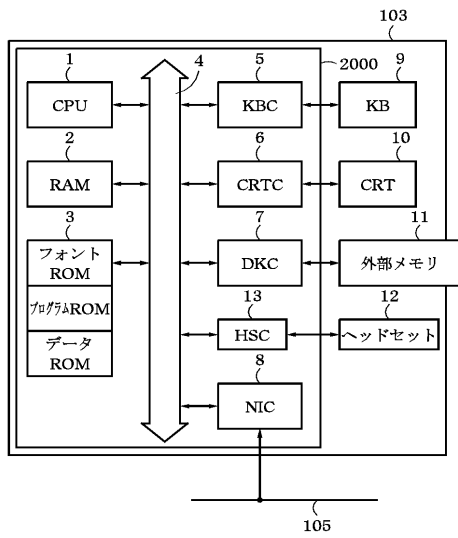 103
2000
1
CPU
2
RAM
3
フォント
ROM
プログラムROM
データ
ROM
4
5
KBC
6
CRTC
7
DKC
13
HSC
8
NIC
9
KB
10
CRT
11
外部メモリ
12
ヘッドセット
105